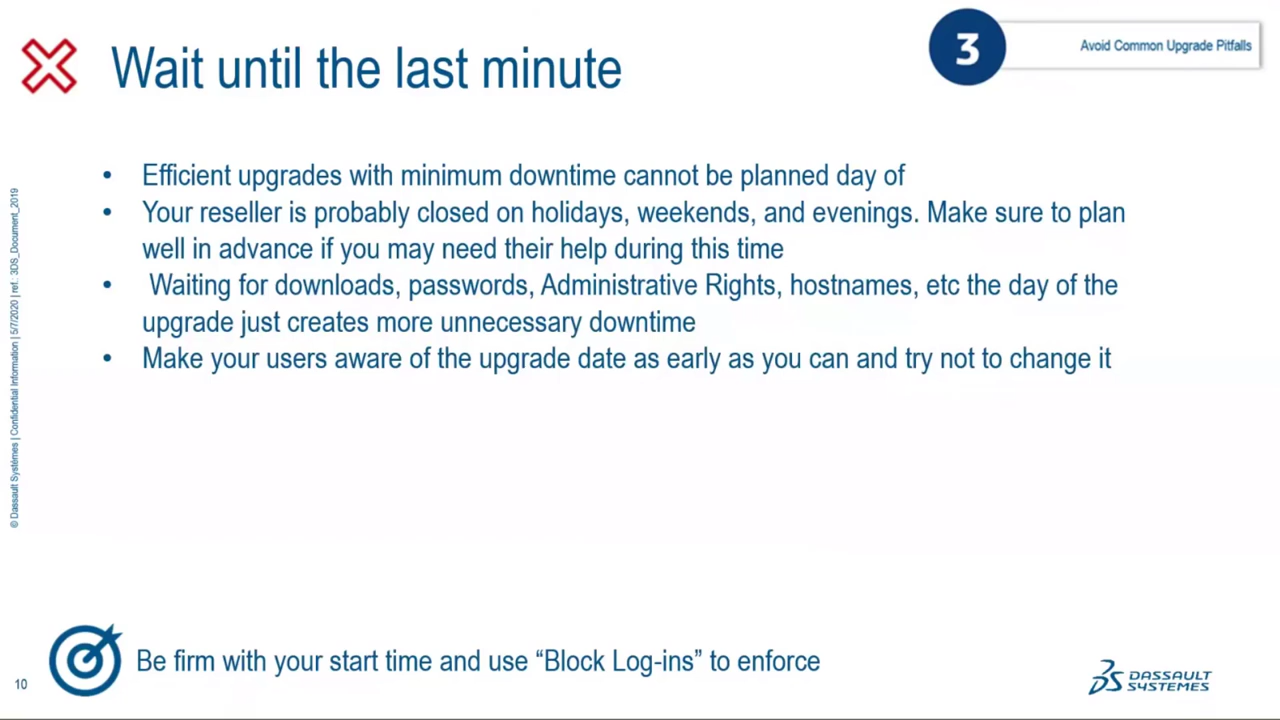 Wait until the last minute
3
Avoid Common Upgrade Pitfalls
• Efficient upgrades with minimum downtime cannot be planned day of
• Your reseller is probably closed on holidays, weekends, and evenings. Make sure to plan
well in advance if you may need their help during this time
• Waiting for downloads, passwords, Administrative Rights, hostnames, etc the day of the
upgrade just creates more unnecessary downtime
• Make your users aware of the upgrade date as early as you can and try not to change it
© Dassault Systèmes | Confidential Information | 5/7/2020 | ref.: 3DS_Document_2019
Be firm with your start time and use “Block Log-ins” to enforce
10
DASSAULT
SYSTEMES